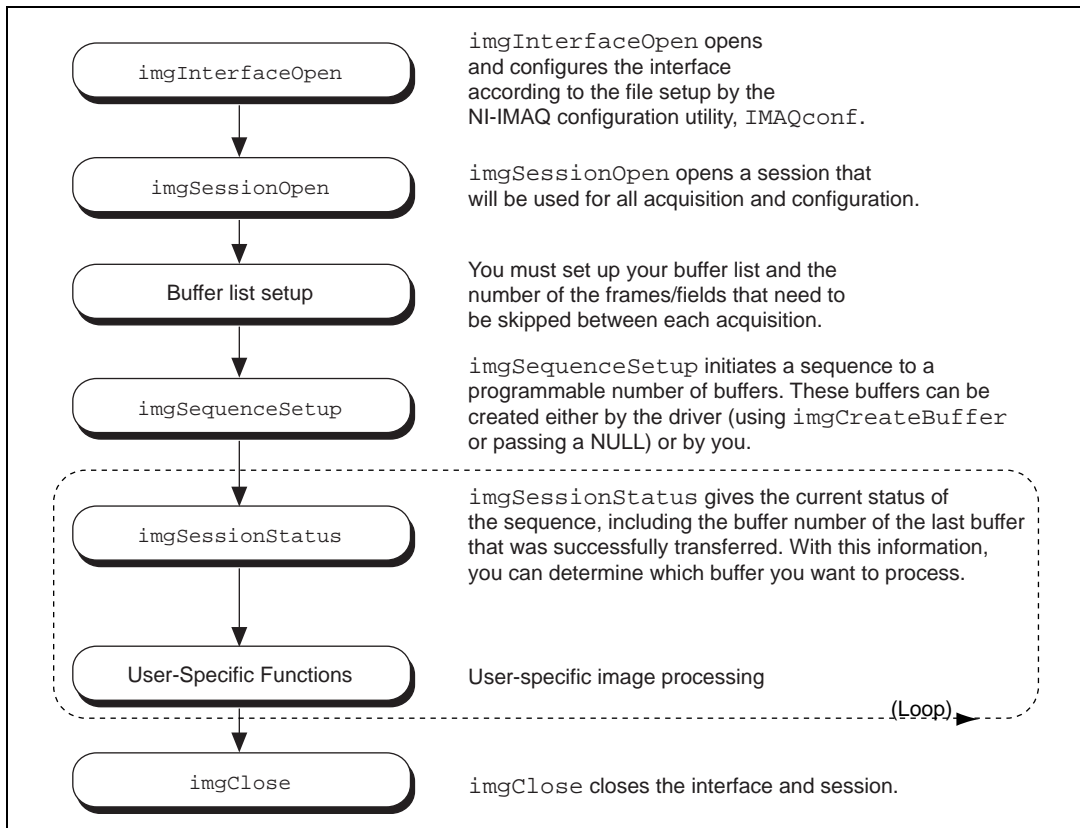 imgInterfaceOpen
imgInterfaceOpen opens
and configures the interface
according to the file setup by the
NI-IMAQ configuration utility, IMAQconf.
imgSessionOpen
imgSessionOpen opens a session that
will be used for all acquisition and configuration.
Buffer list setup
You must set up your buffer list and the
number of the frames/fields that need to
be skipped between each acquisition.
imgSequenceSetup
imgSequenceSetup initiates a sequence to a
programmable number of buffers. These buffers can be
created either by the driver (using imgCreateBuffer
or passing a NULL) or by you.
imgSessionStatus
imgSessionStatus gives the current status of
the sequence, including the buffer number of the last buffer
that was successfully transferred. With this information,
you can determine which buffer you want to process.
User-Specific Functions
User-specific image processing
(Loop)
imgClose
imgClose closes the interface and session.